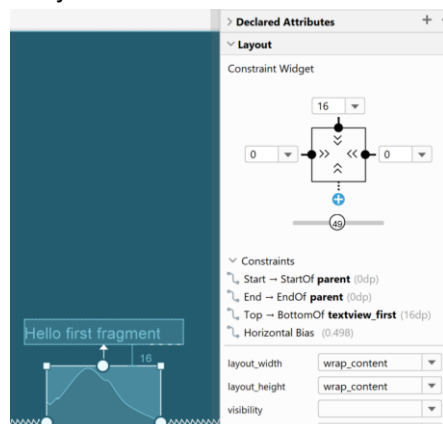 Declared Attributes
Layout
Constraint Widget
16
0
0
49
Constraints
Start → StartOf parent (0dp)
End → EndOf parent (0dp)
Top → BottomOf textview_first (16dp)
Horizontal Bias (0.498)
Hello first fragment
16
layout_width wrap_content
layout_height wrap_content
visibility